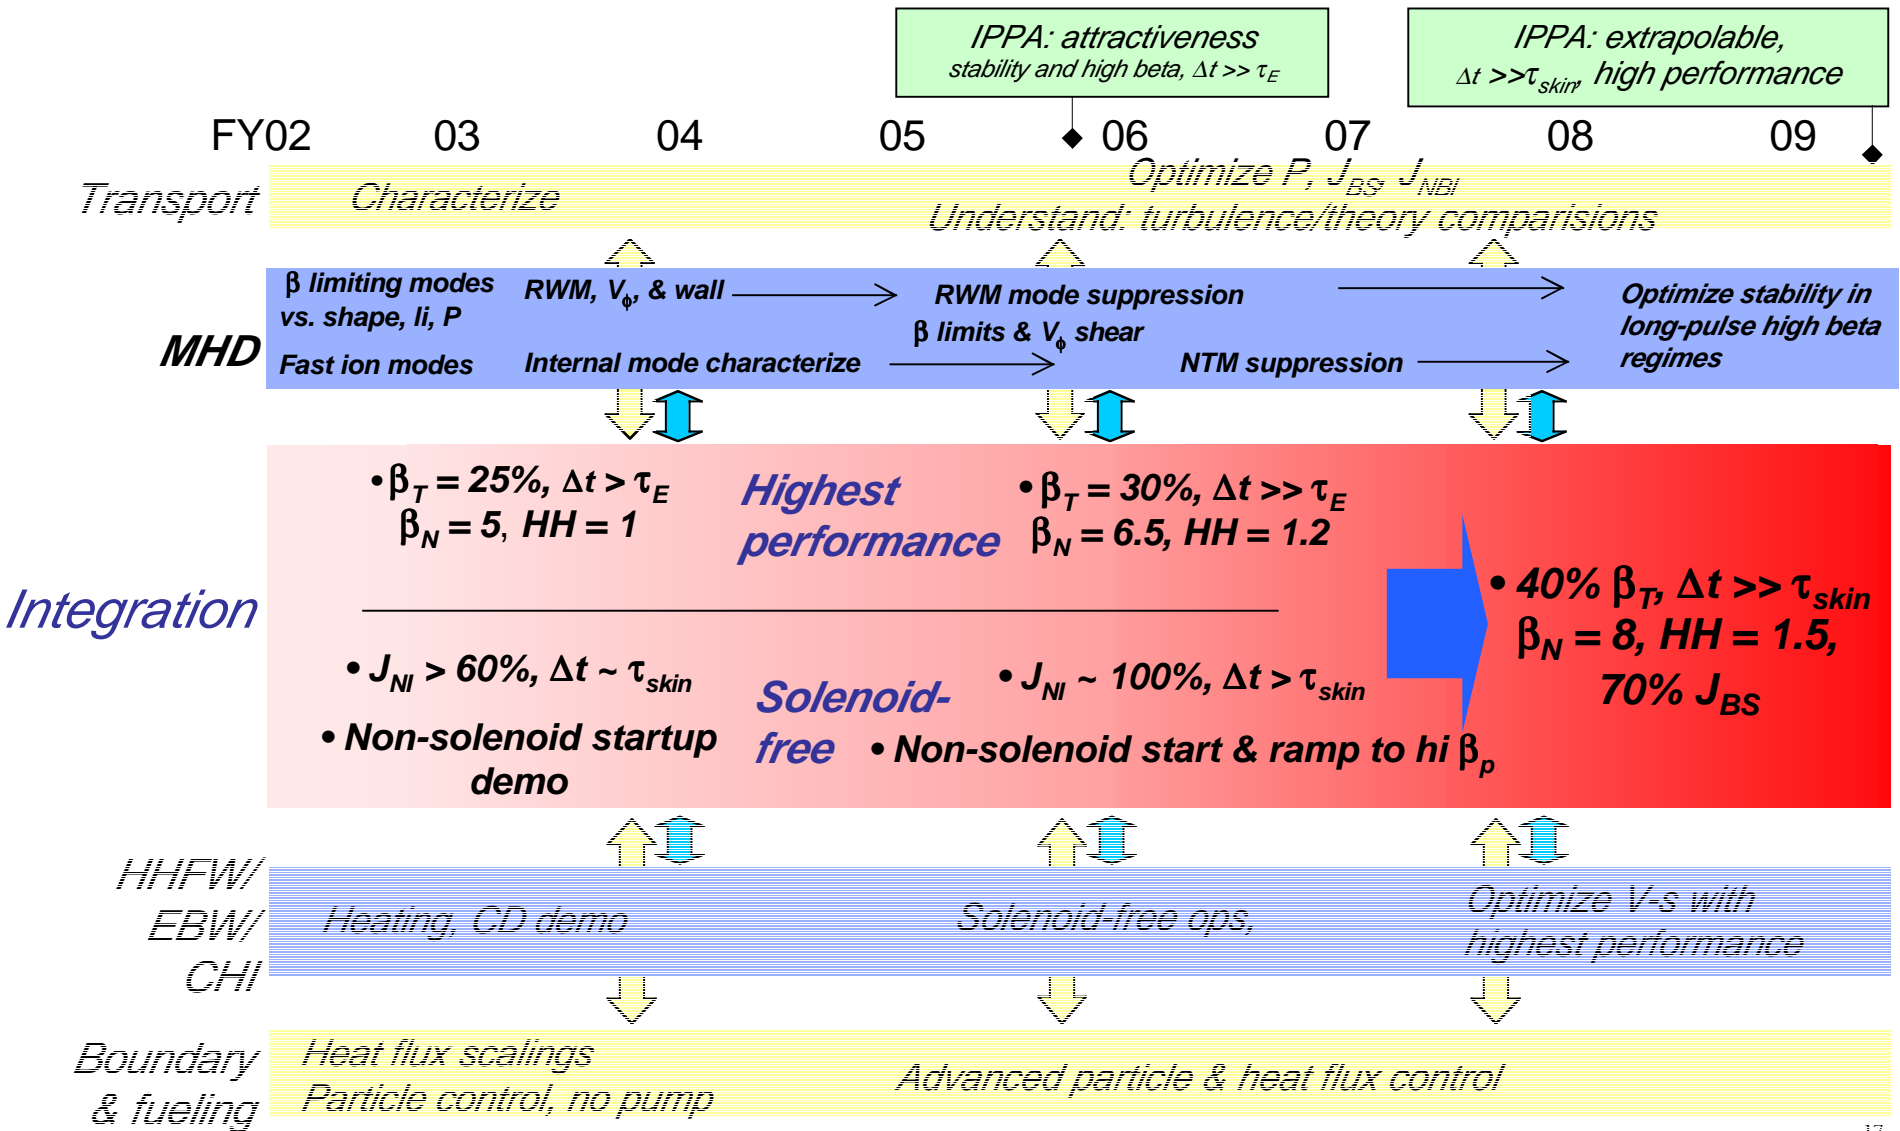 IPPA: attractiveness
stability and high beta, Δt >> τE
IPPA: extrapolable,
Δt >>τskin, high performance
FY02 03 04 05 06 07 08 09
Transport
Characterize
Optimize P, JBS, JNBI
Understand: turbulence/theory comparisions
MHD
β limiting modes
vs. shape, li, P
Fast ion modes
RWM, Vϕ, & wall
Internal mode characterize
RWM mode suppression
β limits & Vϕ shear
NTM suppression
Optimize stability in
long-pulse high beta
regimes
Integration
•βT = 25%, Δt > τE
βN = 5, HH = 1
Highest
performance
•βT = 30%, Δt >> τE
βN = 6.5, HH = 1.2
•JNI > 60%, Δt ~ τskin
•Non-solenoid startup
demo
Solenoid-
free
•JNI ~ 100%, Δt > τskin
•Non-solenoid start & ramp to hi βp
•40% βT, Δt >> τskin
βN = 8, HH = 1.5,
70% JBS
HHFW/
EBW/
CHI
Heating, CD demo
Solenoid-free ops,
Optimize V-s with
highest performance
Boundary
& fueling
Heat flux scalings
Particle control, no pump
Advanced particle & heat flux control
17